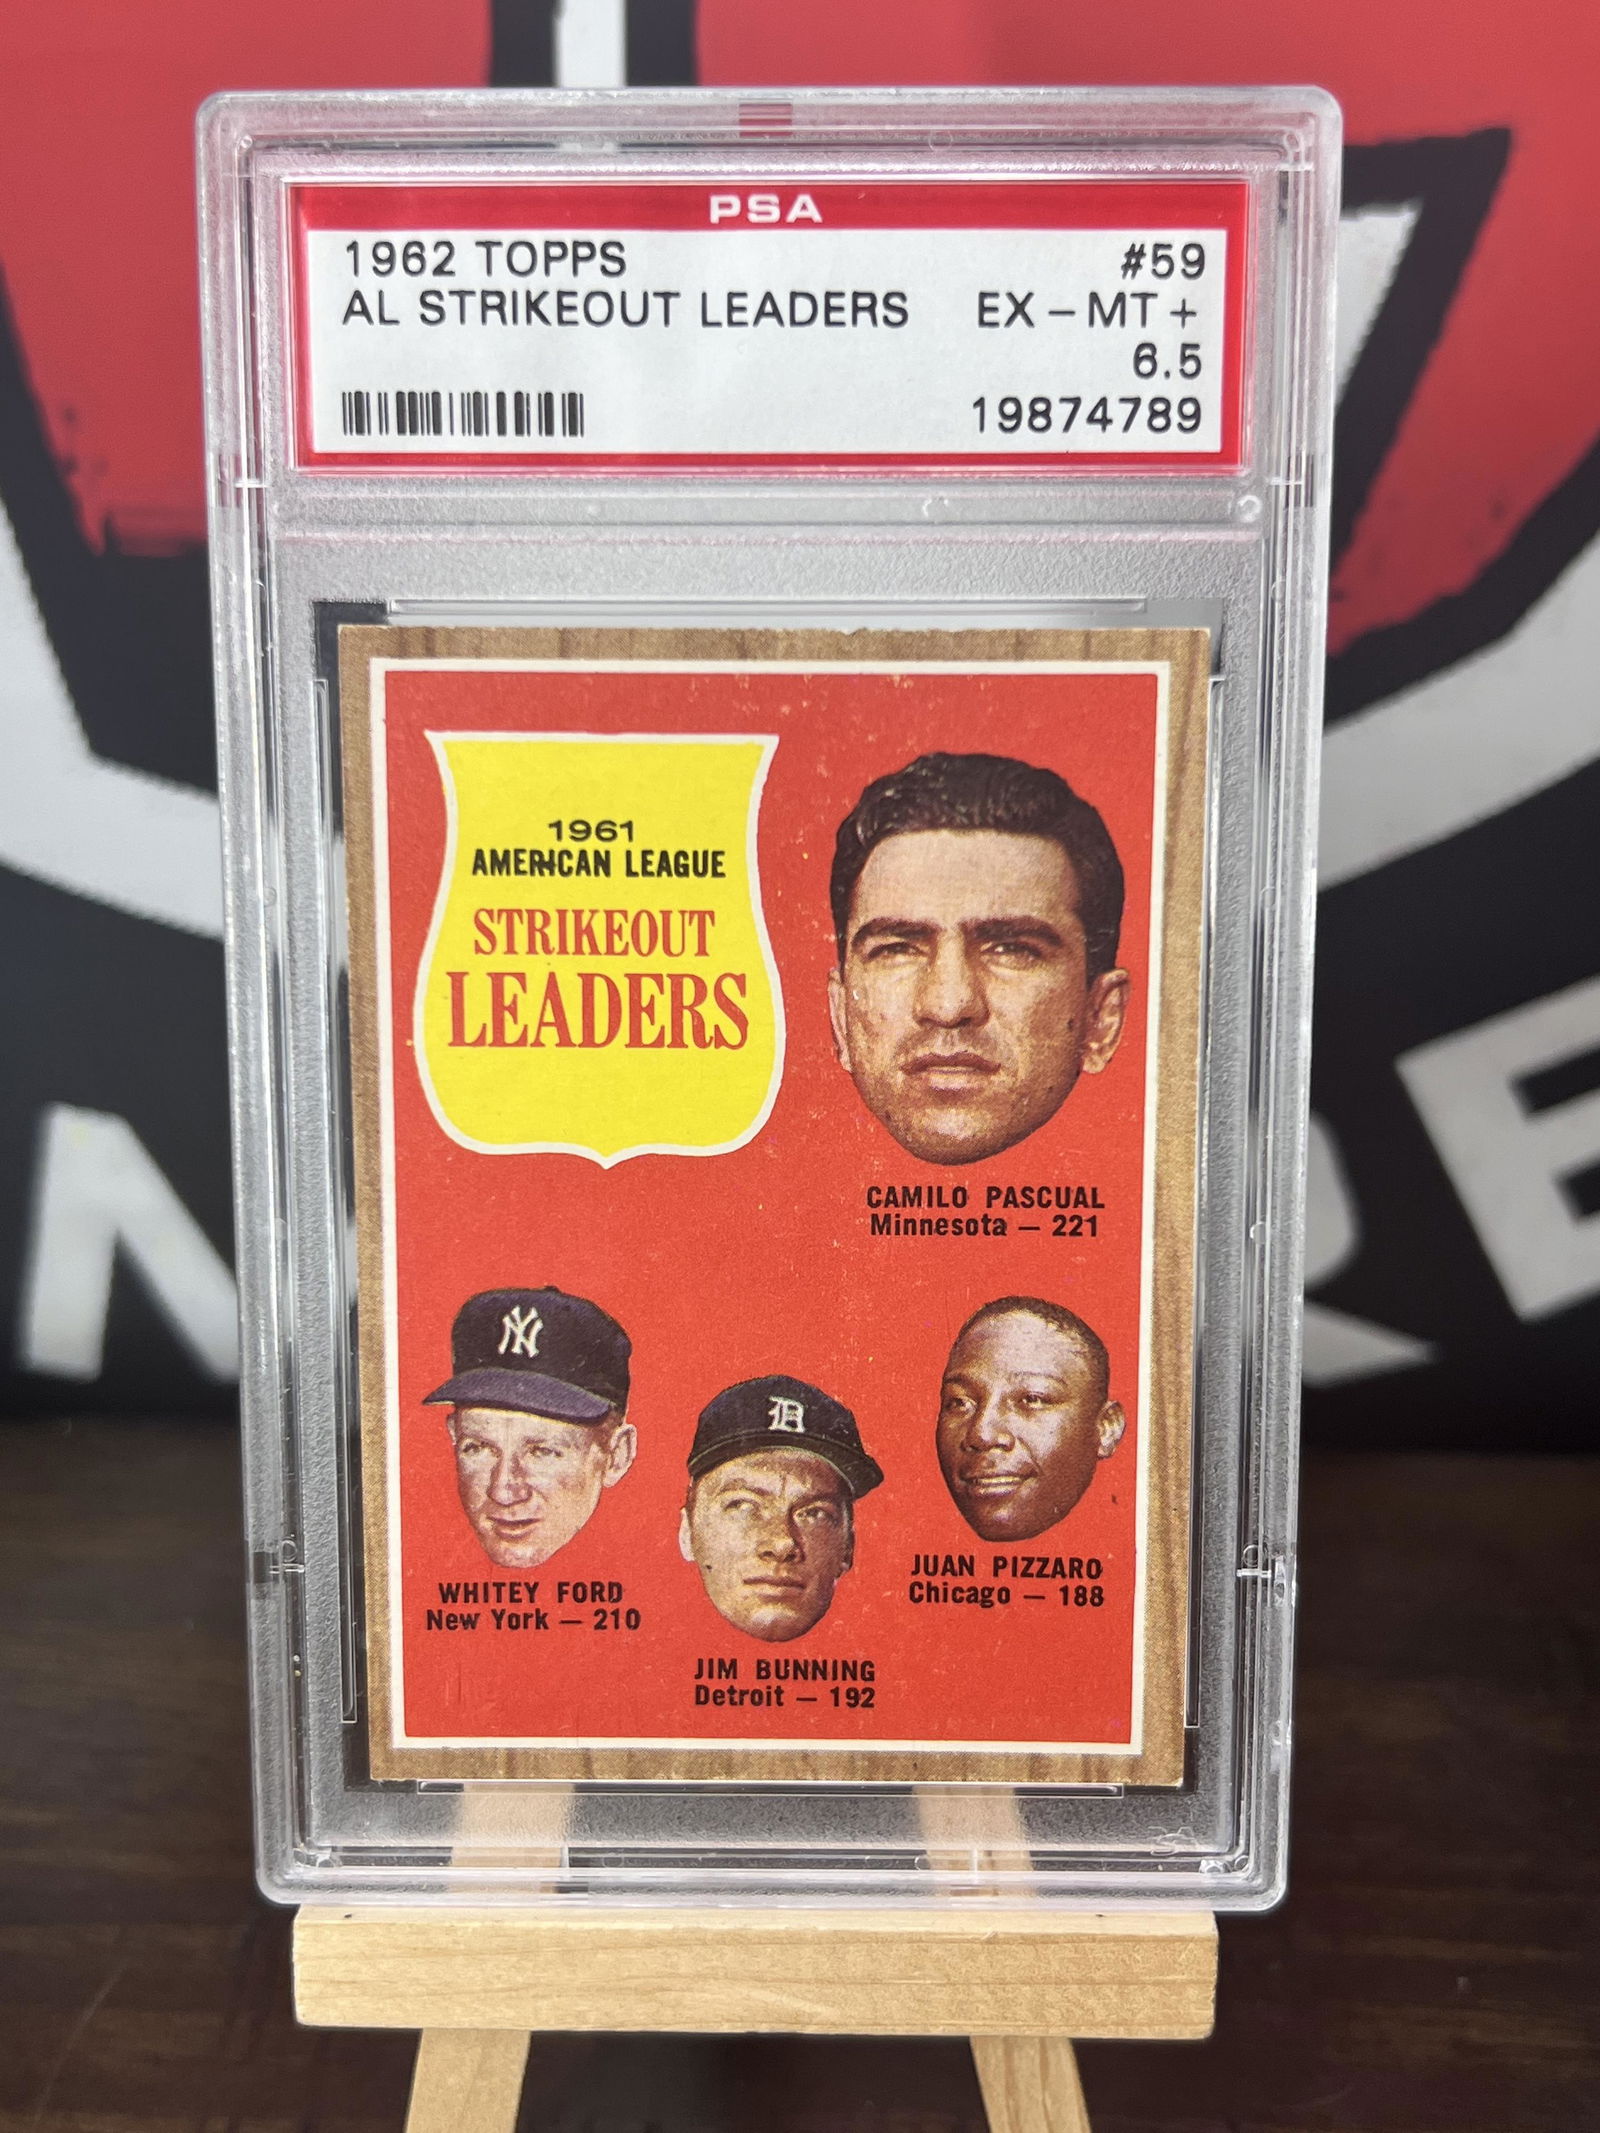 PSA
1962 TOPPS #59
AL STRIKEOUT LEADERS EX - MT +
6.5
19874789
1961
AMERICAN LEAGUE
STRIKEOUT
LEADERS
CAMILO PASCUAL
Minnesota — 221
NY
D
WHITEY FORD
New York — 210
JIM BUNNING
Detroit — 192
JUAN PIZZARO
Chicago — 188